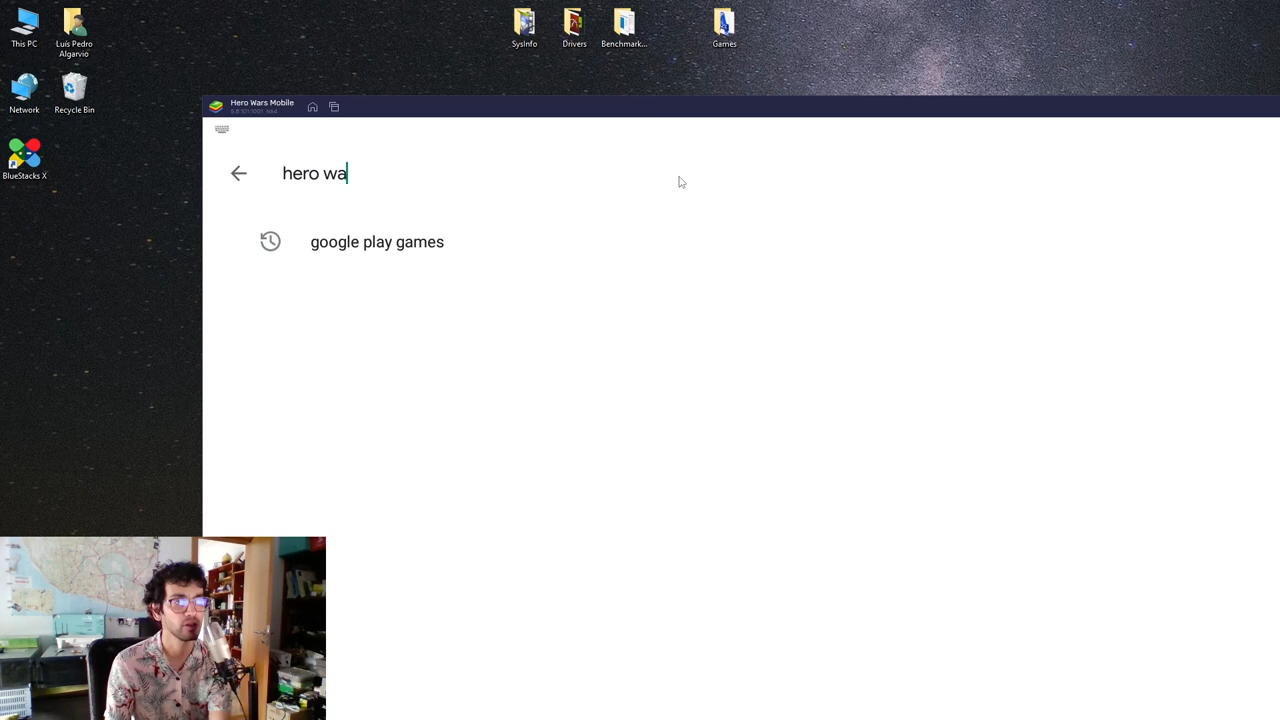 This PC
Luís Pedro
Algarvio
SysInfo
Drivers
Benchmark...
Games
Network
Recycle Bin
BlueStacks X
Hero Wars Mobile
hero wa
google play games